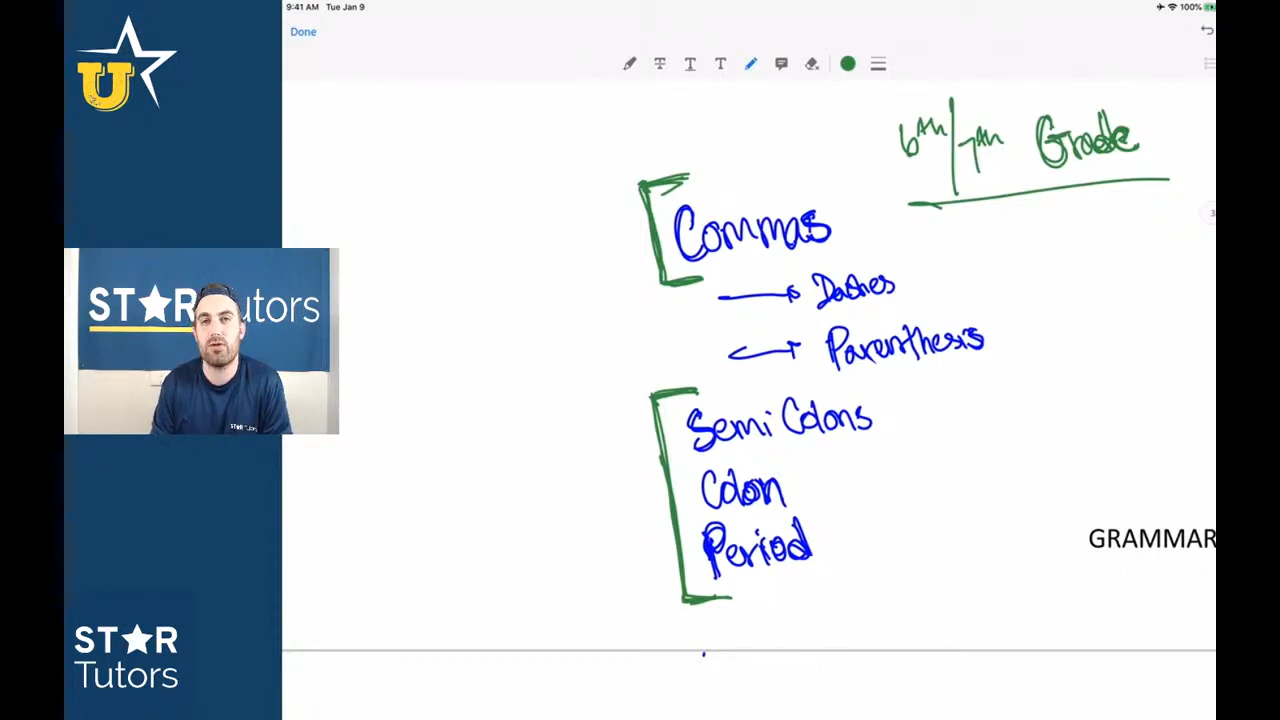 9:41 AM Tue Jan 9
100%
Done
U
6th 7th Grade
Commas
Dashes
Parenthesis
Semi Colons
Colon
Period
GRAMMAR
STAR Tutors
STAR
Tutors